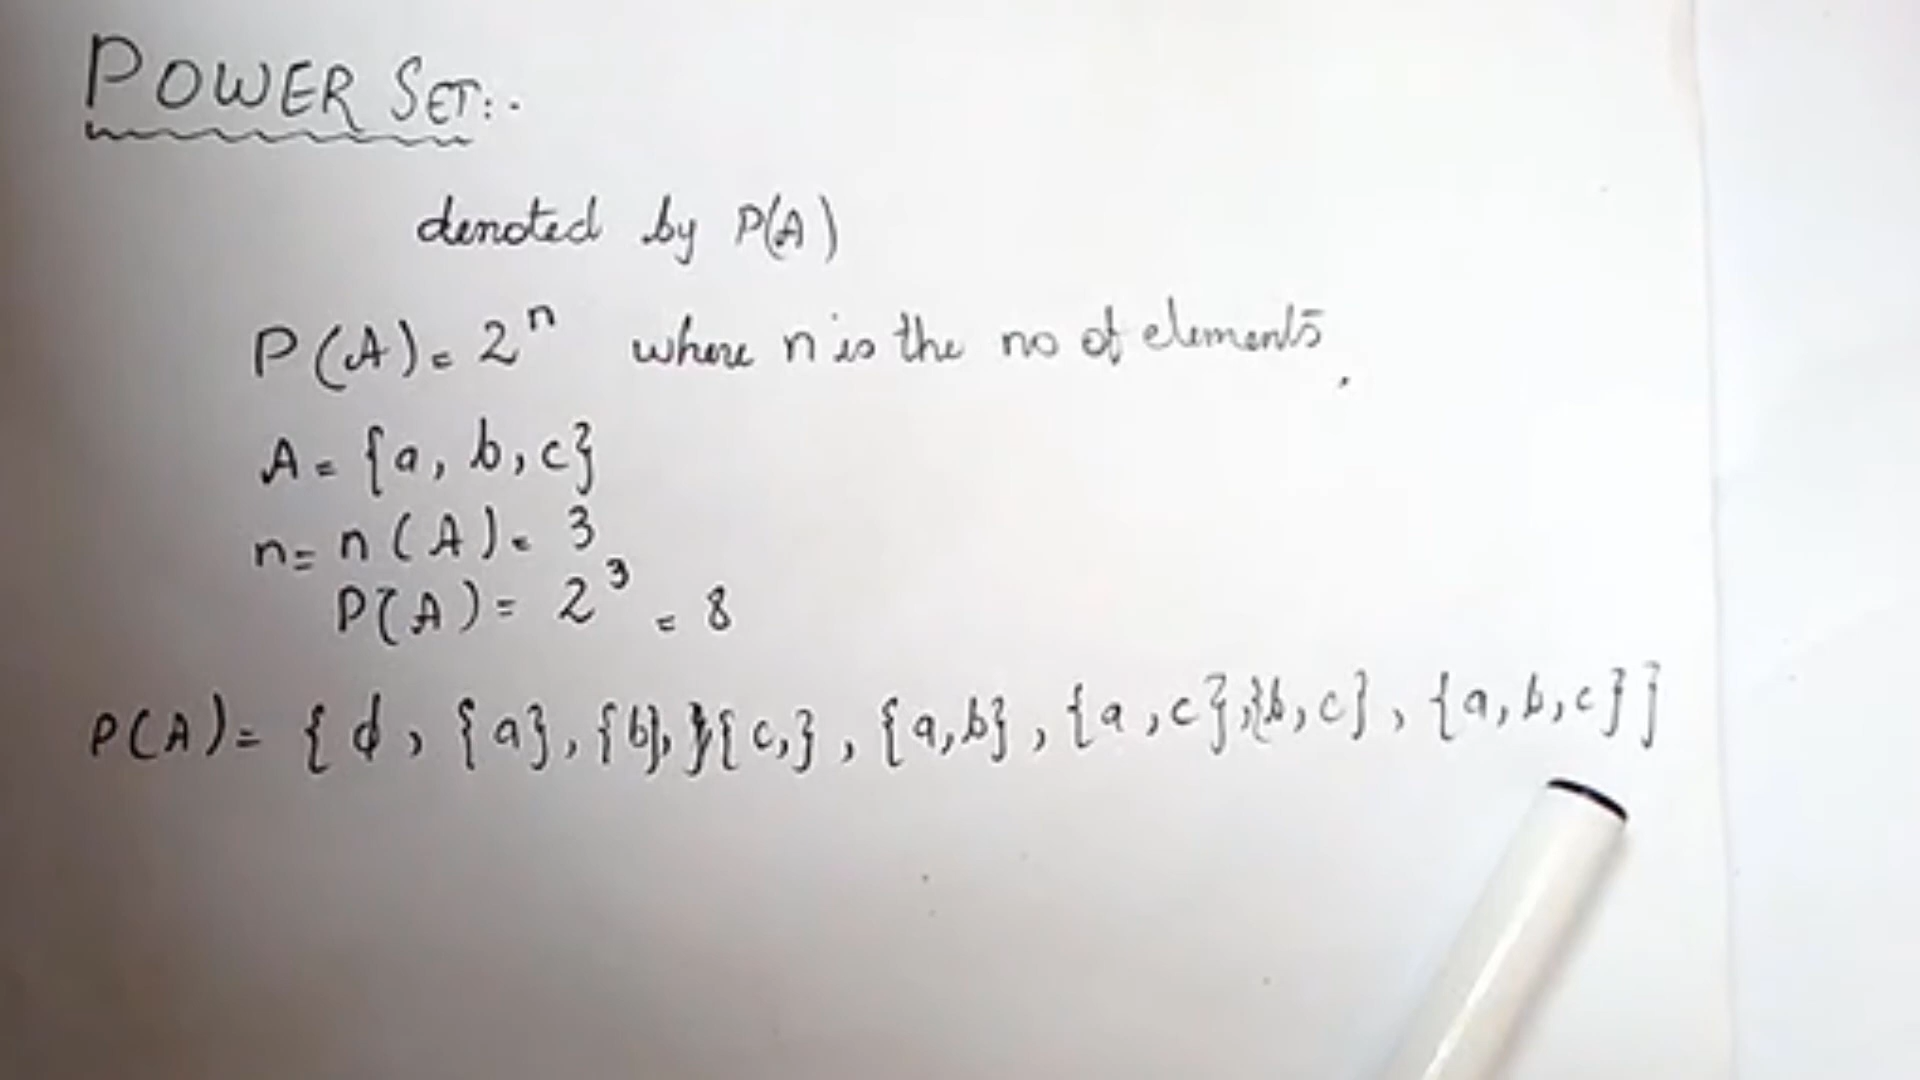 POWER SET:-
denoted by P(A)
P(A) = 2ⁿ where n is the no of elements.
A = {a, b, c}
n = n(A) = 3
P(A) = 2³ = 8
P(A) = {ϕ, {a}, {b}, }{c,}, {a,b}, {a,c},{b,c}, {a,b,c}}